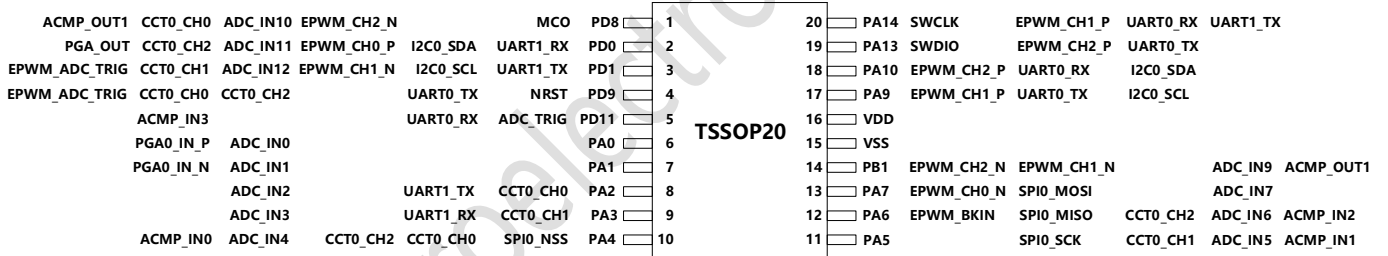 ACMP_OUT1 CCT0_CH0 ADC_IN10 EPWM_CH2_N MCO PD8 1 20 PA14 SWCLK EPWM_CH1_P UART0_RX UART1_TX
PGA_OUT CCT0_CH2 ADC_IN11 EPWM_CH0_P I2C0_SDA UART1_RX PD0 2 19 PA13 SWDIO EPWM_CH2_P UART0_TX
EPWM_ADC_TRIG CCT0_CH1 ADC_IN12 EPWM_CH1_N I2C0_SCL UART1_TX PD1 3 18 PA10 EPWM_CH2_P UART0_RX I2C0_SDA
EPWM_ADC_TRIG CCT0_CH0 CCT0_CH2 UART0_TX NRST PD9 4 17 PA9 EPWM_CH1_P UART0_TX I2C0_SCL
ACMP_IN3 UART0_RX ADC_TRIG PD11 5 TSSOP20 16 VDD
PGA0_IN_P ADC_IN0 PA0 6 15 VSS
PGA0_IN_N ADC_IN1 PA1 7 14 PB1 EPWM_CH2_N EPWM_CH1_N ADC_IN9 ACMP_OUT1
ADC_IN2 UART1_TX CCT0_CH0 PA2 8 13 PA7 EPWM_CH0_N SPI0_MOSI ADC_IN7
ADC_IN3 UART1_RX CCT0_CH1 PA3 9 12 PA6 EPWM_BKIN SPI0_MISO CCT0_CH2 ADC_IN6 ACMP_IN2
ACMP_IN0 ADC_IN4 CCT0_CH2 CCT0_CH0 SPI0_NSS PA4 10 11 PA5 SPI0_SCK CCT0_CH1 ADC_IN5 ACMP_IN1